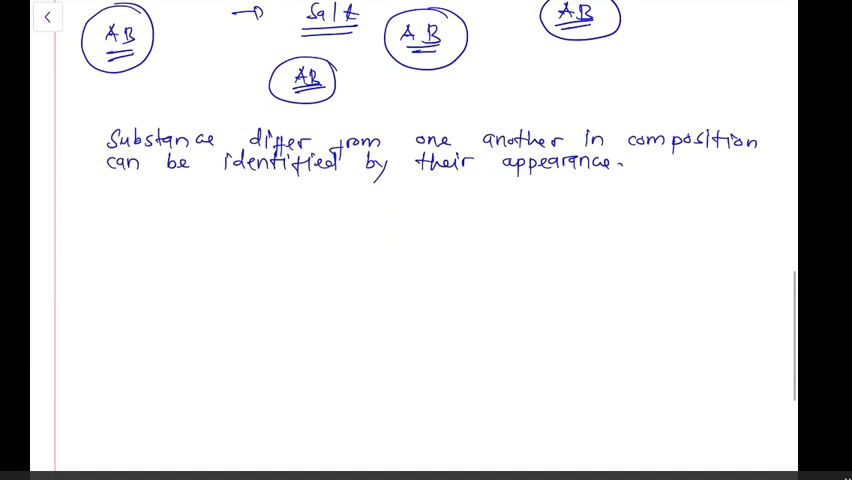 → Salt
AB AB AB
AB
Substance differ from one another in composition
can be identified by their appearance.